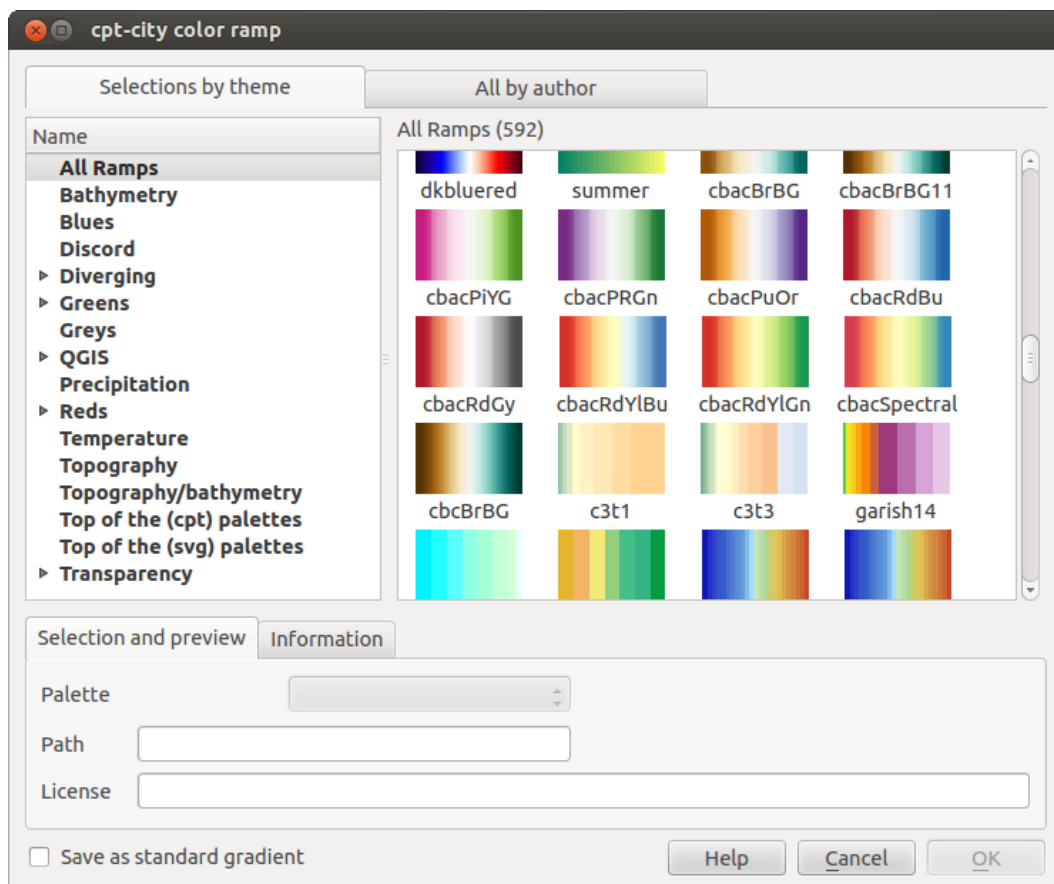 cpt-city color ramp
Selections by theme
All by author
Name
All Ramps
Bathymetry
Blues
Discord
Diverging
Greens
Greys
QGIS
Precipitation
Reds
Temperature
Topography
Topography/bathymetry
Top of the (cpt) palettes
Top of the (svg) palettes
Transparency
All Ramps (592)
dkbluered summer cbacBrBG cbacBrBG11
cbacPiYG cbacPRGn cbacPuOr cbacRdBu
cbacRdGy cbacRdYlBu cbacRdYlGn cbacSpectral
cbcBrBG c3t1 c3t3 garish14
Selection and preview
Information
Palette
Path
License
Save as standard gradient
Help
Cancel
OK